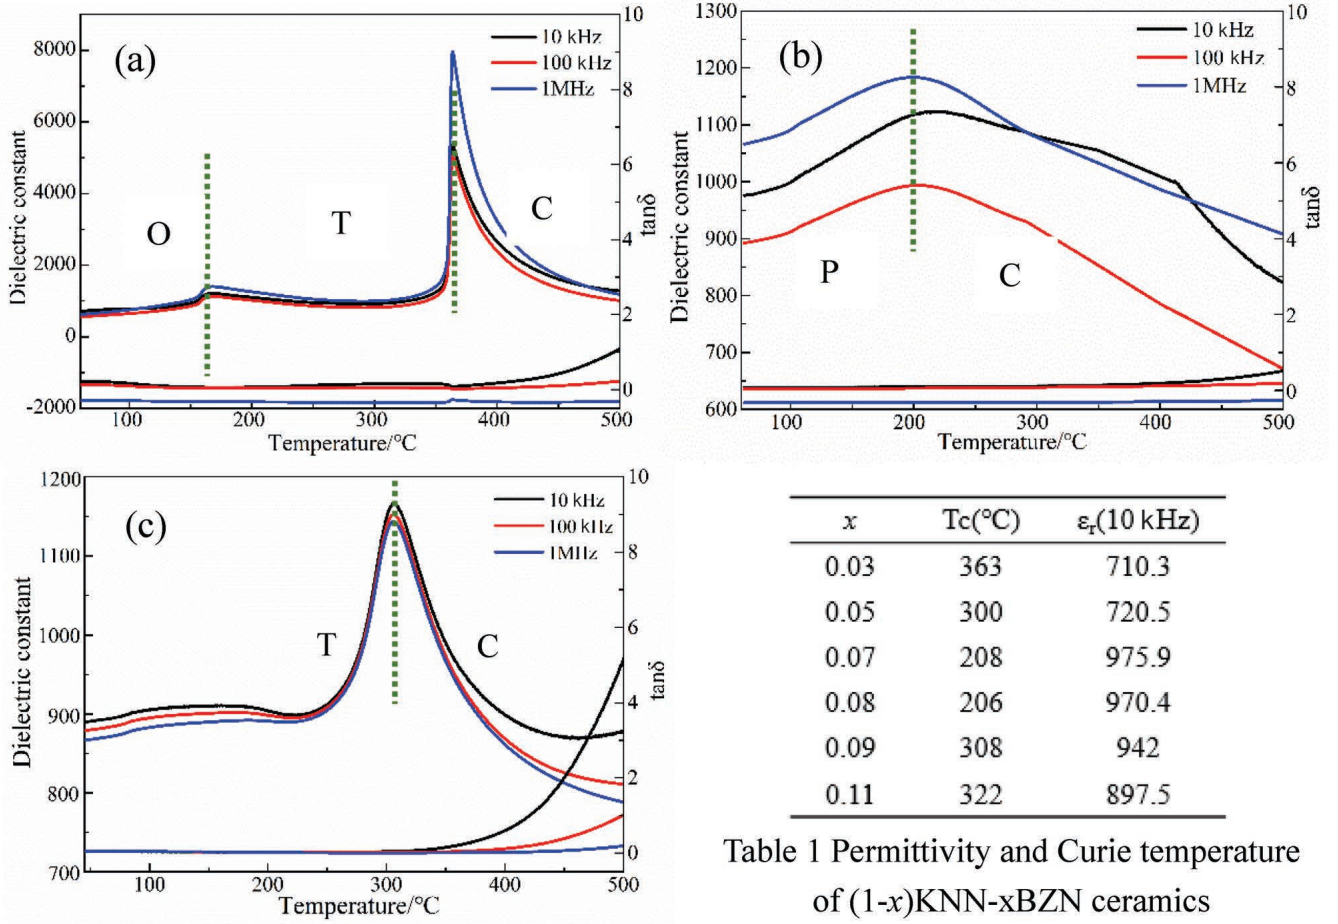 (a)
10 kHz
100 kHz
1MHz
O
T
C
Dielectric constant
8000
6000
4000
2000
0
-2000
100
200
300
400
500
Temperature/°C
10
8
6
4
2
0
tanδ
(b)
10 kHz
100 kHz
1MHz
P
C
Dielectric constant
1300
1200
1100
1000
900
800
700
600
100
200
300
400
500
Temperature/°C
10
8
6
4
2
0
tanδ
(c)
10 kHz
100 kHz
1MHz
T
C
Dielectric constant
1200
1100
1000
900
800
700
100
200
300
400
500
Temperature/°C
10
8
6
4
2
0
tanδ
x Tc(°C) εr(10 kHz)
0.03 363 710.3
0.05 300 720.5
0.07 208 975.9
0.08 206 970.4
0.09 308 942
0.11 322 897.5
Table 1 Permittivity and Curie temperature
of (1-x)KNN-xBZN ceramics